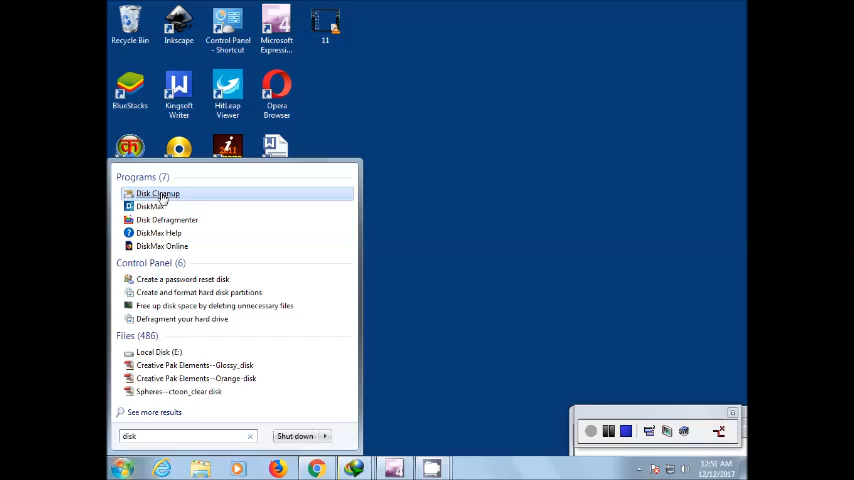 Recycle Bin
Inkscape
Control Panel - Shortcut
Microsoft Expressi...
11
BlueStacks
Kingsoft Writer
HitLeap Viewer
Opera Browser
Programs (7)
Disk Cleanup
DiskMax
Disk Defragmenter
DiskMax Help
DiskMax Online
Control Panel (6)
Create a password reset disk
Create and format hard disk partitions
Free up disk space by deleting unnecessary files
Defragment your hard drive
Files (486)
Local Disk (E:)
Creative Pak Elements--Glossy_disk
Creative Pak Elements--Orange-disk
Spheres--ctoon_clear disk
See more results
disk
Shut down
12:51 AM
12/12/2017